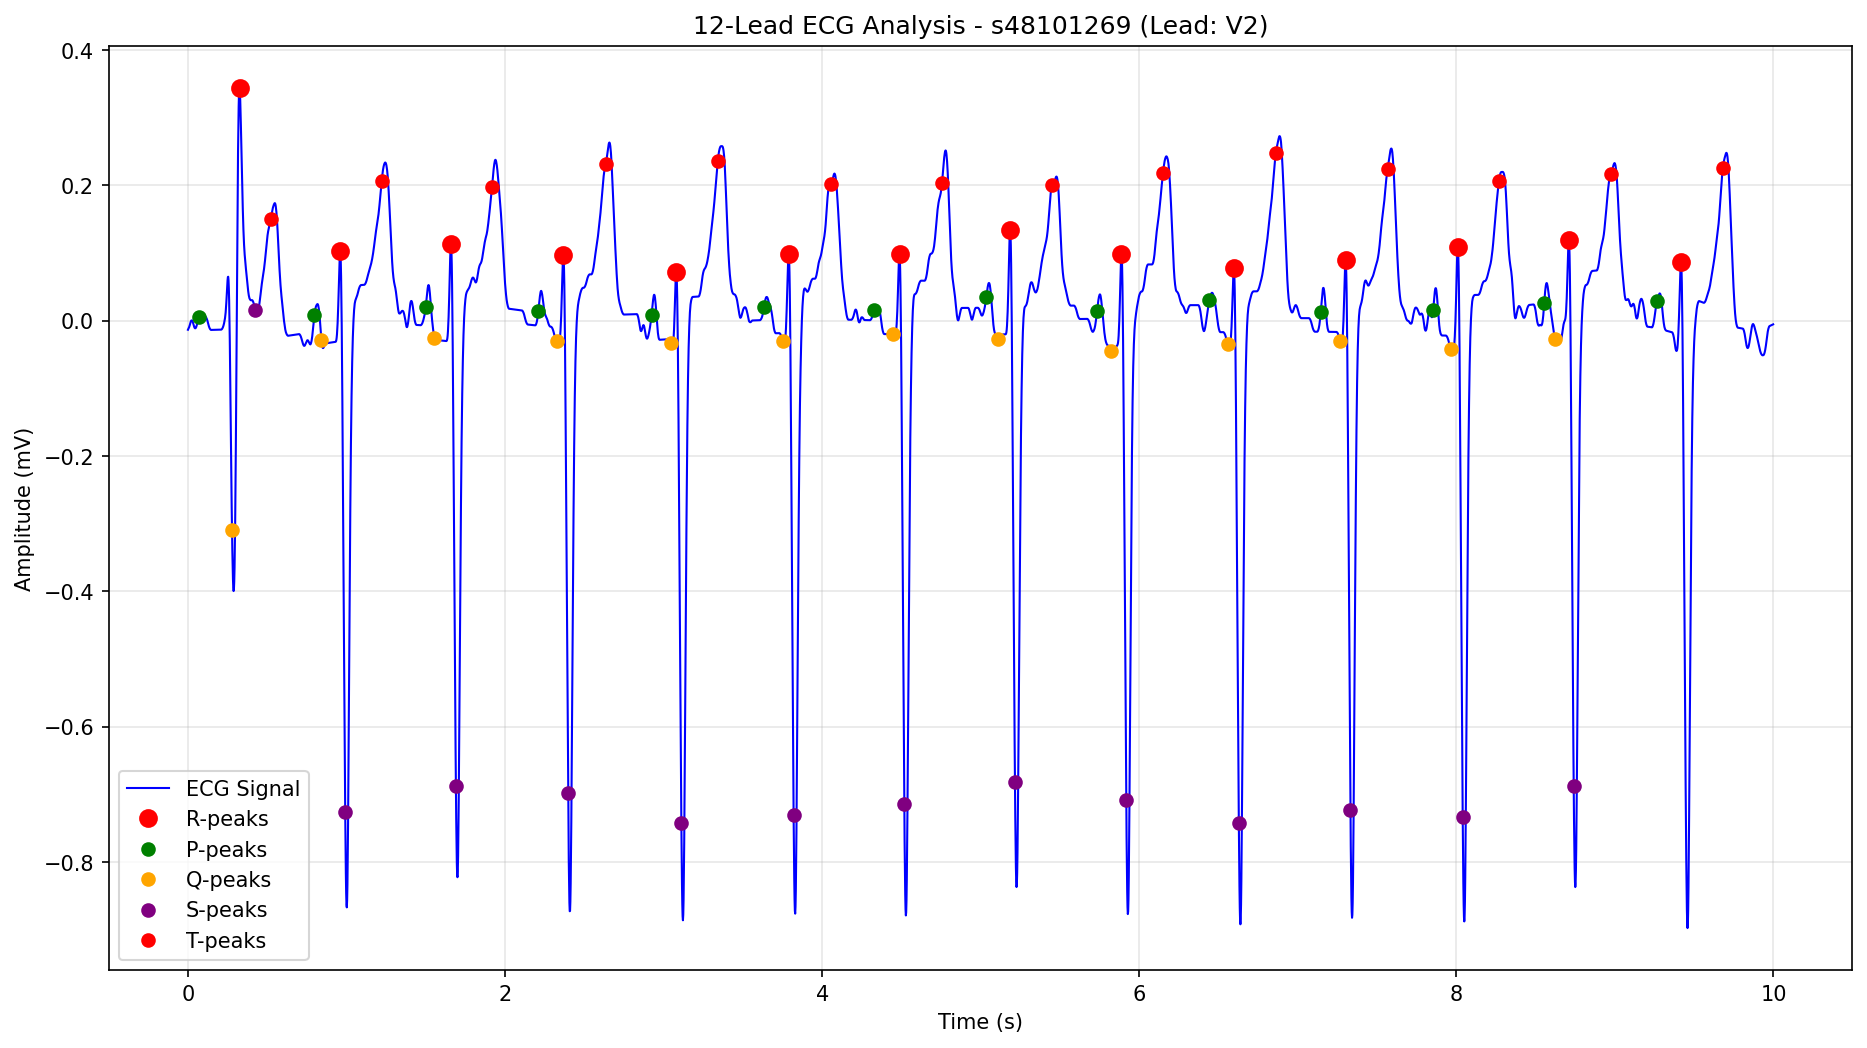 12-Lead ECG Analysis - s48101269 (Lead: V2)
0.4
0.2
0.0
−0.2
−0.4
−0.6
−0.8
Amplitude (mV)
ECG Signal
R-peaks
P-peaks
Q-peaks
S-peaks
T-peaks
0 2 4 6 8 10
Time (s)